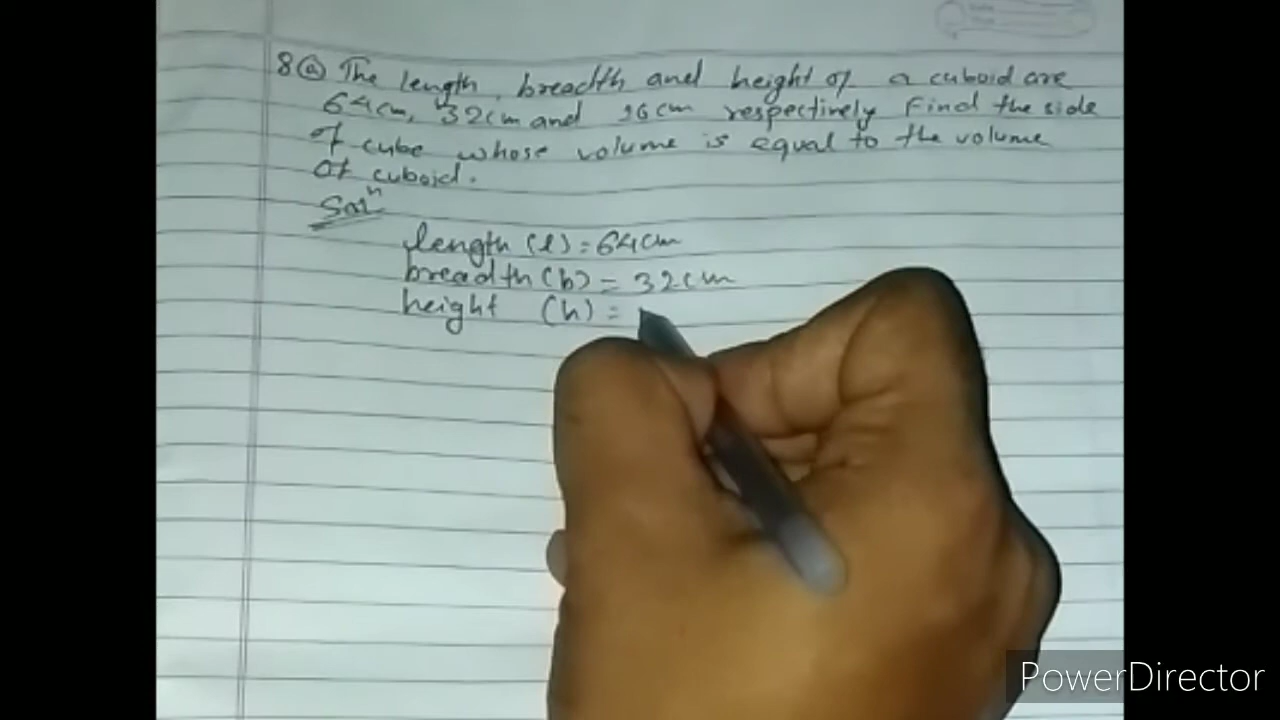 8 (a) The length, breadth and height of a cuboid are
64cm, 32cm and 16cm respectively Find the side
of cube whose volume is equal to the volume
of cuboid.
Solⁿ
length (l) = 64cm
breadth (b) = 32cm
height (h) =
PowerDirector